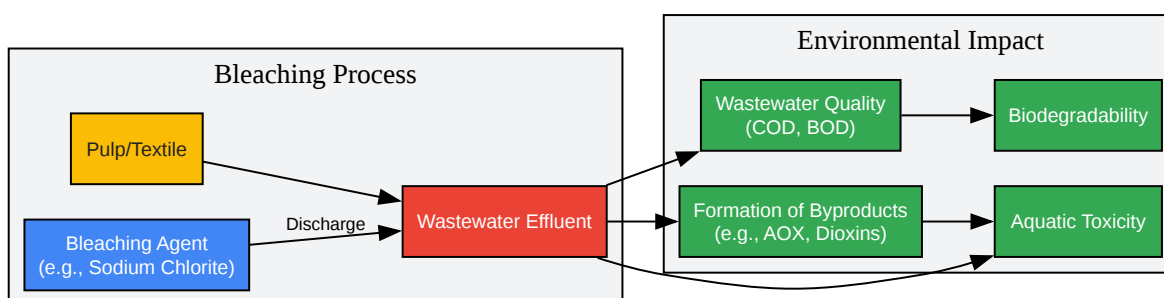 Bleaching Process
Pulp/Textile
Bleaching Agent
(e.g., Sodium Chlorite)
Discharge
Wastewater Effluent
Environmental Impact
Wastewater Quality
(COD, BOD)
Biodegradability
Formation of Byproducts
(e.g., AOX, Dioxins)
Aquatic Toxicity